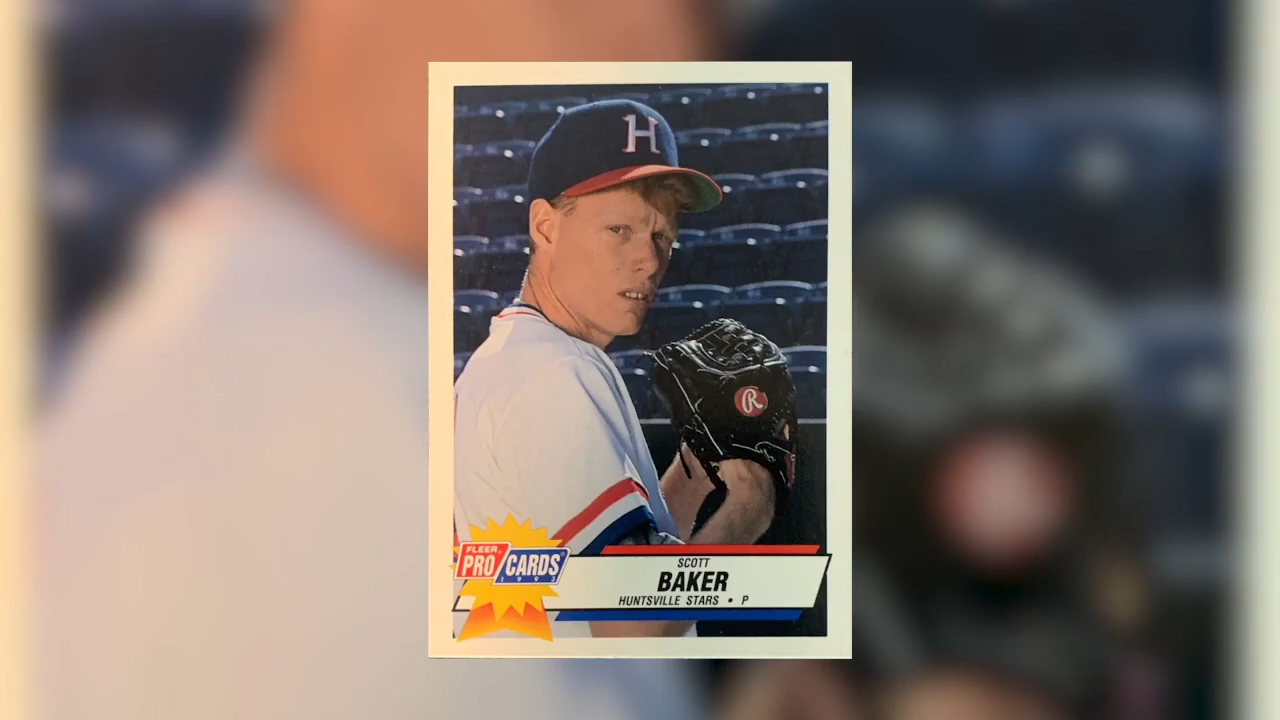 H
R
FLEER
PRO CARDS
1993
SCOTT
BAKER
HUNTSVILLE STARS • P